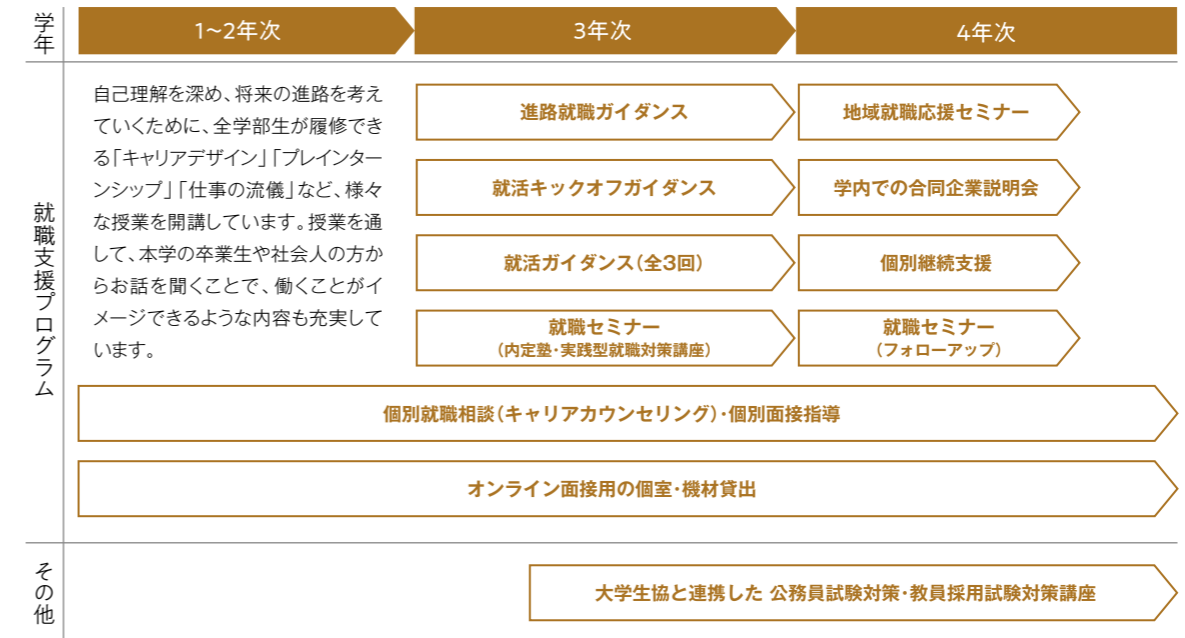 学年
1~2年次
3年次
4年次
就職支援プログラム
自己理解を深め、将来の進路を考え
ていくために、全学部生が履修でき
る「キャリアデザイン」「プレインター
ンシップ」「仕事の流儀」など、様々
な授業を開講しています。授業を通
して、本学の卒業生や社会人の方か
らお話を聞くことで、働くことがイ
メージできるような内容も充実して
います。
進路就職ガイダンス
就活キックオフガイダンス
就活ガイダンス(全3回)
就職セミナー
(内定塾・実践型就職対策講座)
地域就職応援セミナー
学内での合同企業説明会
個別継続支援
就職セミナー
(フォローアップ)
個別就職相談(キャリアカウンセリング)・個別面接指導
オンライン面接用の個室・機材貸出
その他
大学生協と連携した 公務員試験対策・教員採用試験対策講座